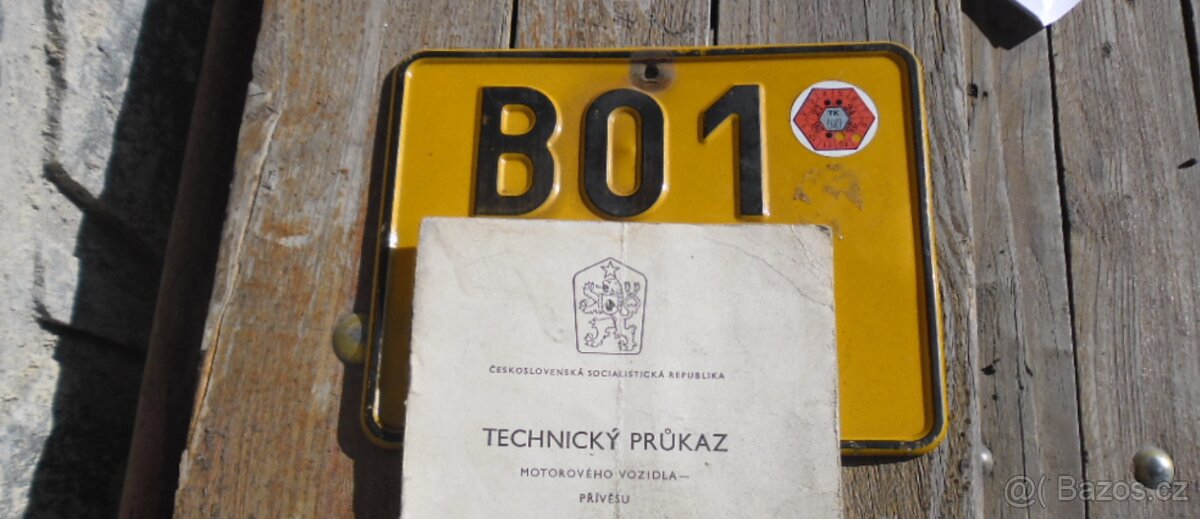 B01
TK
ČESKOSLOVENSKÁ SOCIALISTICKÁ REPUBLIKA
TECHNICKÝ PRŮKAZ
MOTOROVÉHO VOZIDLA —
PŘÍVĚSU
@( Bazos.cz